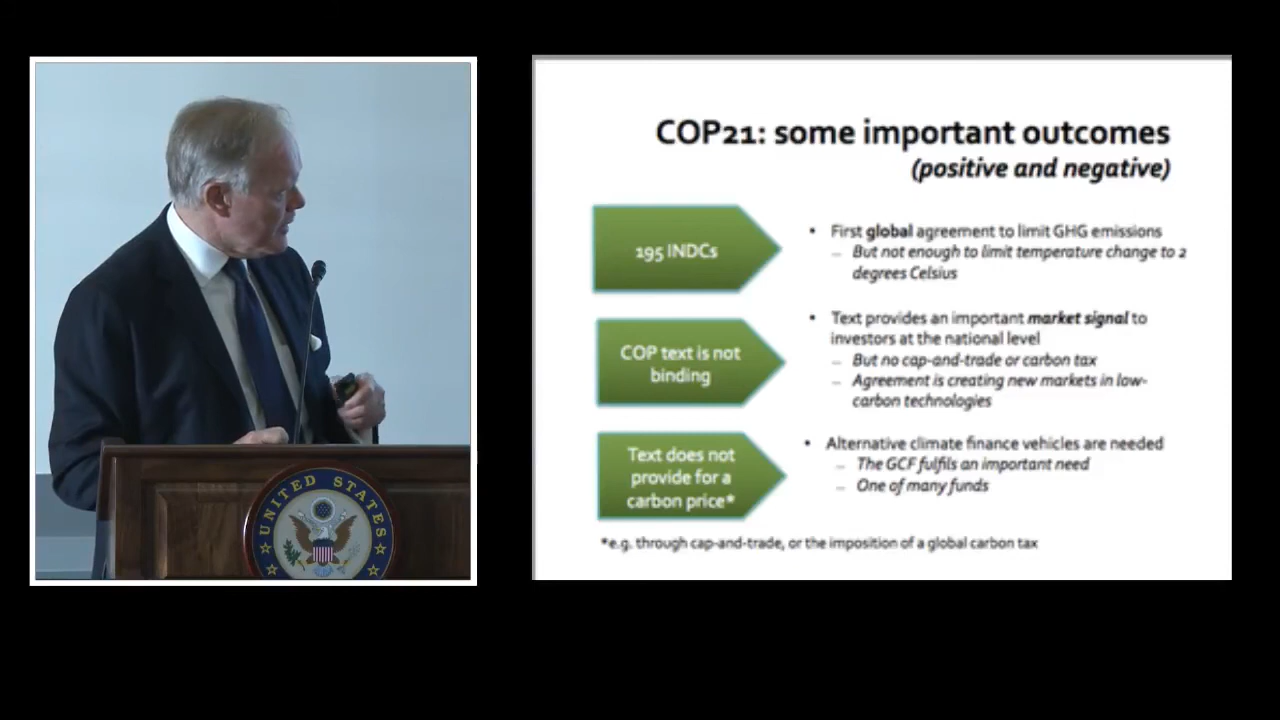 UNITED STATES
COP21: some important outcomes
(positive and negative)
195 INDCs
• First global agreement to limit GHG emissions
– But not enough to limit temperature change to 2
degrees Celsius
COP text is not
binding
• Text provides an important market signal to
investors at the national level
– But no cap-and-trade or carbon tax
– Agreement is creating new markets in low-
carbon technologies
Text does not
provide for a
carbon price*
• Alternative climate finance vehicles are needed
– The GCF fulfils an important need
– One of many funds
*e.g. through cap-and-trade, or the imposition of a global carbon tax